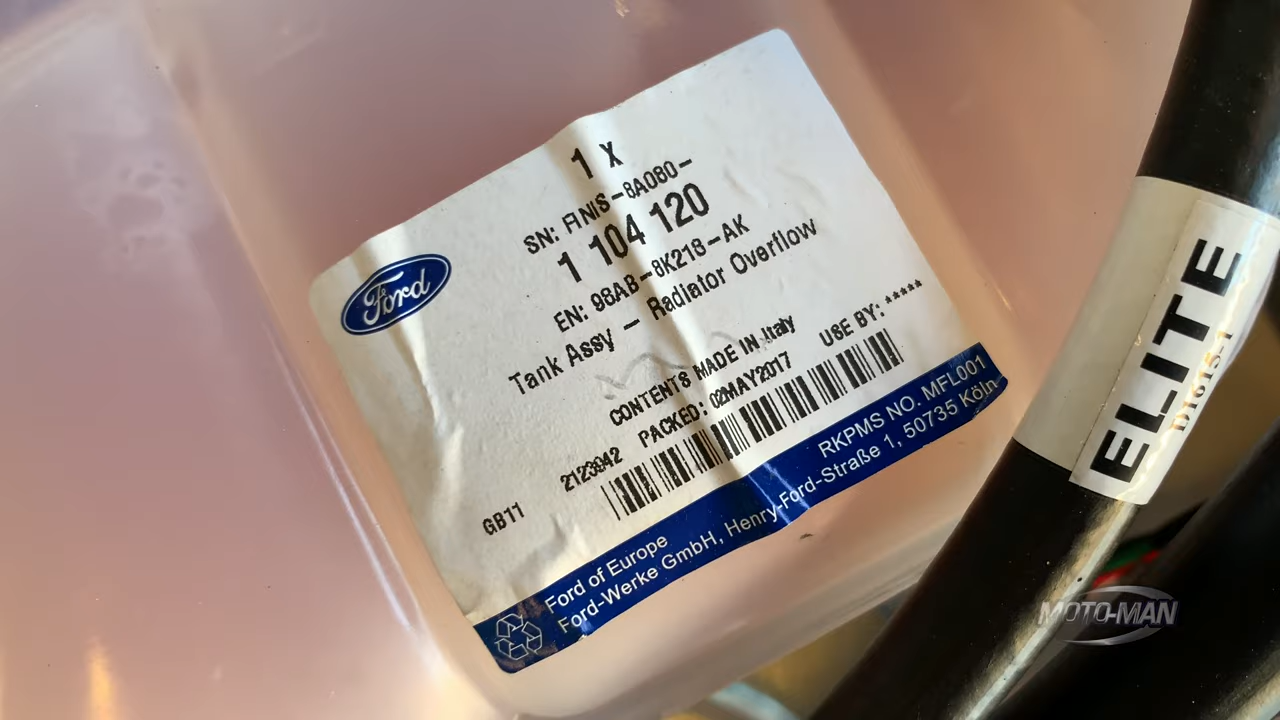 1 X
SN: FINIS-8A080-
1 104 120
EN: 98AB-8K218-AK
Tank Assy - Radiator Overflow
CONTENTS MADE IN Italy
PACKED: 02MAY2017 USE BY: *****
2123942
GB11
Ford
RKPMS NO. MFL001
Ford of Europe
Ford-Werke GmbH, Henry-Ford-Straße 1, 50735 Köln
ELITE
MOTO-MAN